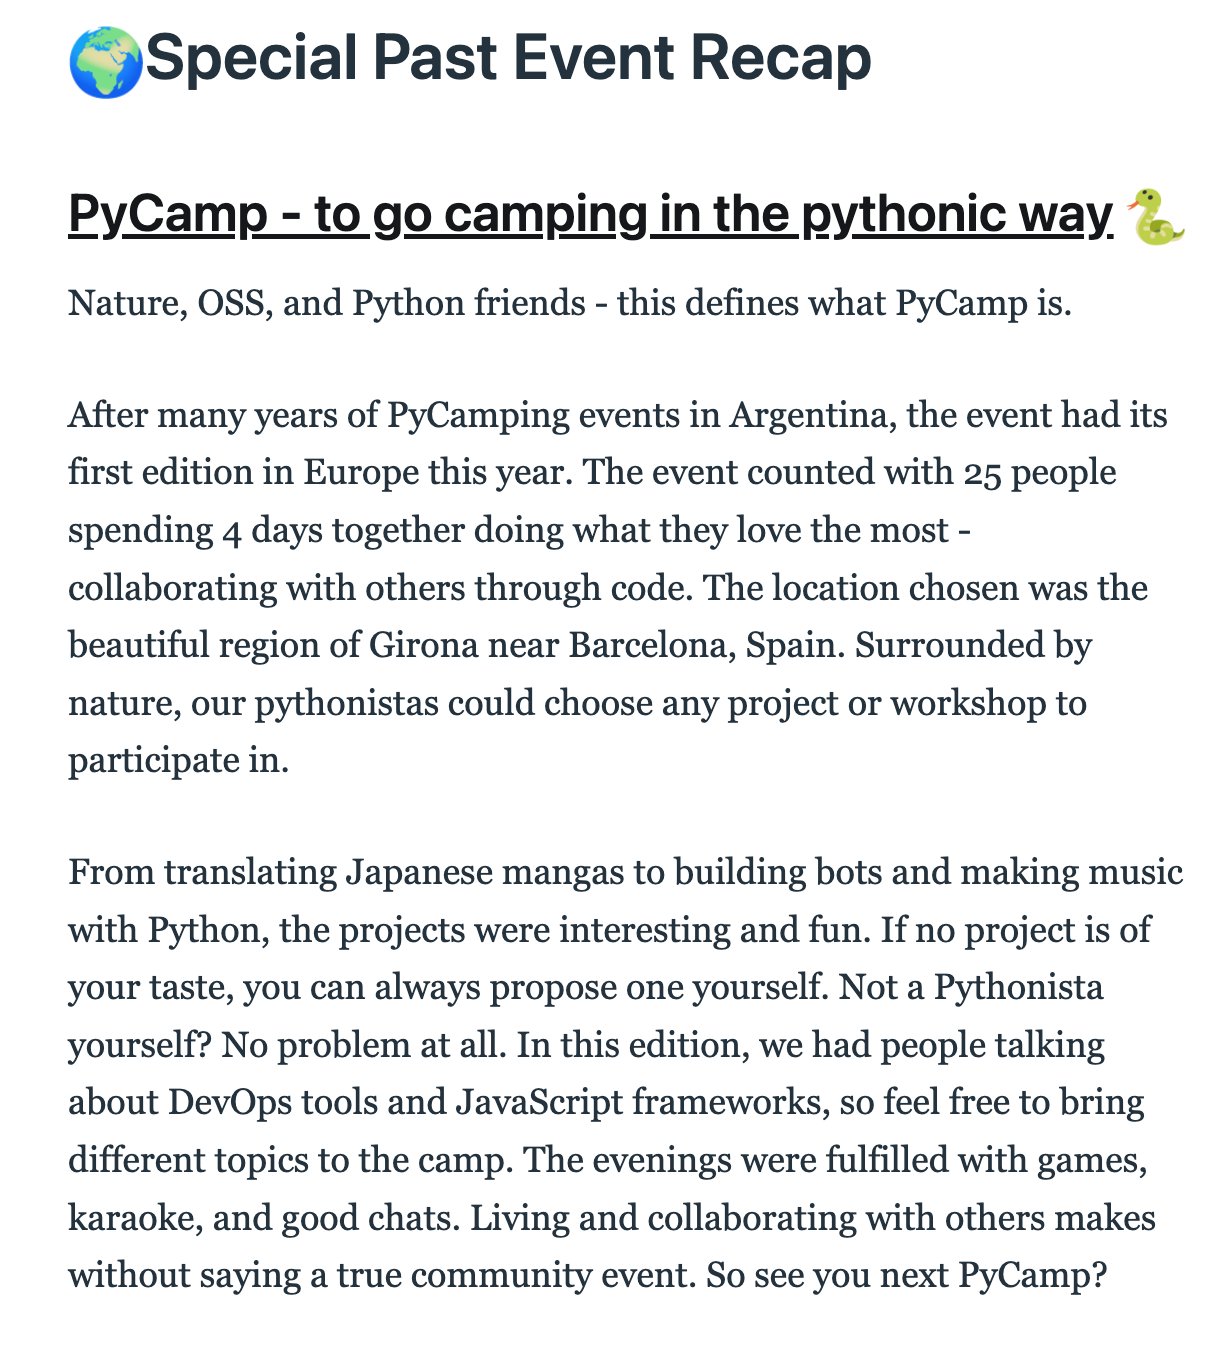 🌍Special Past Event Recap
PyCamp - to go camping in the pythonic way 🐍
Nature, OSS, and Python friends - this defines what PyCamp is.
After many years of PyCamping events in Argentina, the event had its
first edition in Europe this year. The event counted with 25 people
spending 4 days together doing what they love the most -
collaborating with others through code. The location chosen was the
beautiful region of Girona near Barcelona, Spain. Surrounded by
nature, our pythonistas could choose any project or workshop to
participate in.
From translating Japanese mangas to building bots and making music
with Python, the projects were interesting and fun. If no project is of
your taste, you can always propose one yourself. Not a Pythonista
yourself? No problem at all. In this edition, we had people talking
about DevOps tools and JavaScript frameworks, so feel free to bring
different topics to the camp. The evenings were fulfilled with games,
karaoke, and good chats. Living and collaborating with others makes
without saying a true community event. So see you next PyCamp?